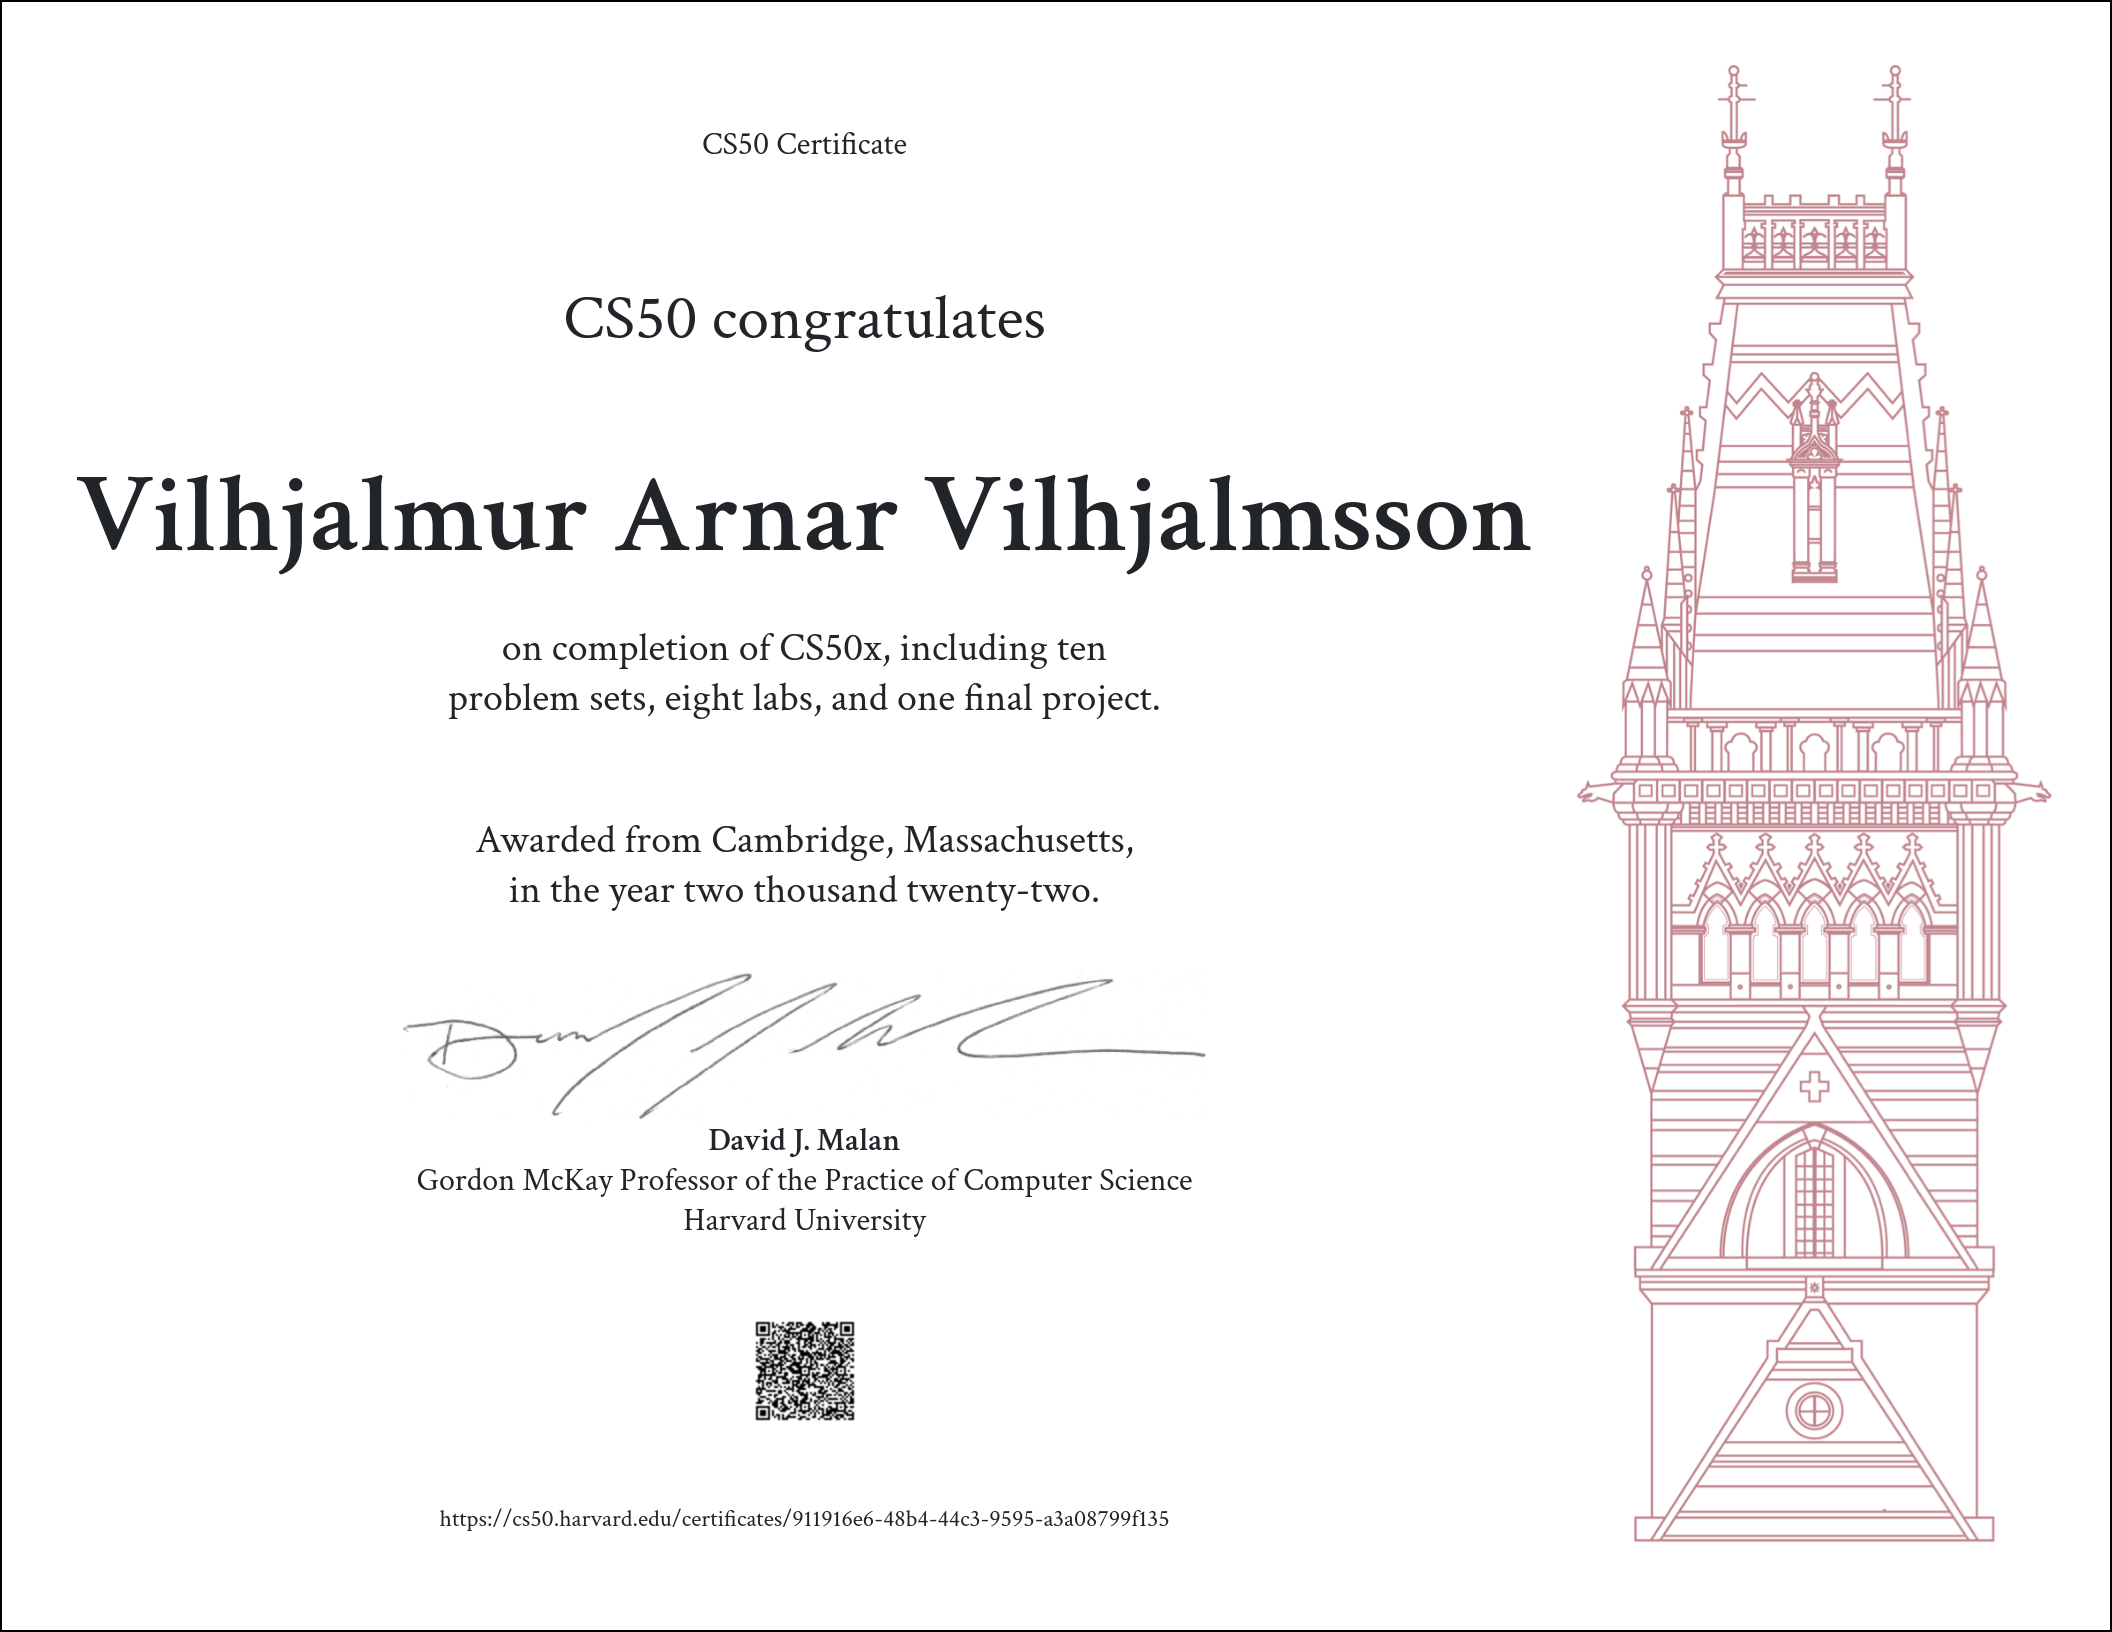 CS50 Certificate
CS50 congratulates
Vilhjalmur Arnar Vilhjalmsson
on completion of CS50x, including ten
problem sets, eight labs, and one final project.
Awarded from Cambridge, Massachusetts,
in the year two thousand twenty-two.
David J. Malan
Gordon McKay Professor of the Practice of Computer Science
Harvard University
https://cs50.harvard.edu/certificates/911916e6-48b4-44c3-9595-a3a08799f135